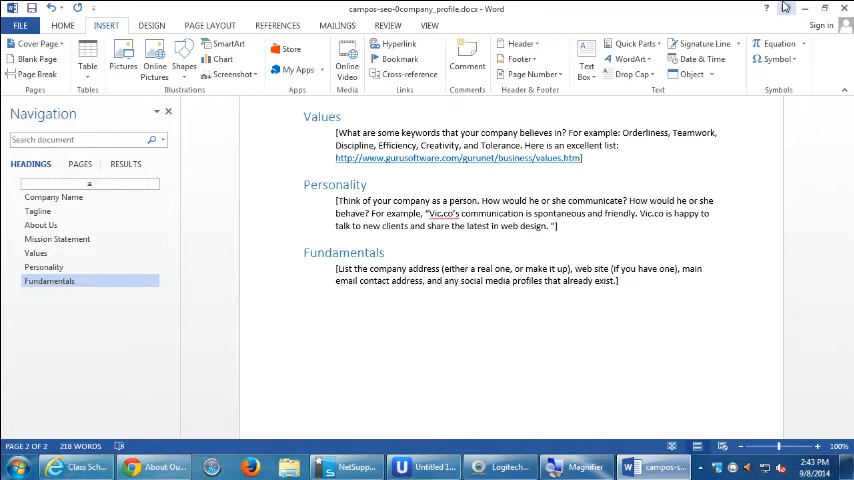 campos-seo-0company_profile.docx - Word
FILE HOME INSERT DESIGN PAGE LAYOUT REFERENCES MAILINGS REVIEW VIEW Sign in
Cover Page
Blank Page
Page Break
Pages
Table
Tables
Pictures
Online Pictures
Shapes
SmartArt
Chart
Screenshot
Illustrations
Store
My Apps
Apps
Online Video
Media
Hyperlink
Bookmark
Cross-reference
Links
Comment
Comments
Header
Footer
Page Number
Header & Footer
Text Box
Quick Parts
WordArt
Drop Cap
Signature Line
Date & Time
Object
Text
Equation
Symbol
Symbols
Navigation
Search document
HEADINGS PAGES RESULTS
Company Name
Tagline
About Us
Mission Statement
Values
Personality
Fundamentals
Values
[What are some keywords that your company believes in? For example: Orderliness, Teamwork,
Discipline, Efficiency, Creativity, and Tolerance. Here is an excellent list:
http://www.gurusoftware.com/gurunet/business/values.htm]
Personality
[Think of your company as a person. How would he or she communicate? How would he or she
behave? For example, “Vic.co’s communication is spontaneous and friendly. Vic.co is happy to
talk to new clients and share the latest in web design. “]
Fundamentals
[List the company address (either a real one, or make it up), web site (if you have one), main
email contact address, and any social media profiles that already exist.]
PAGE 2 OF 2 218 WORDS 100%
Class Sch... About Ou... NetSupp... Untitled 1... Logitech... Magnifier campos-s...
2:43 PM
9/8/2014